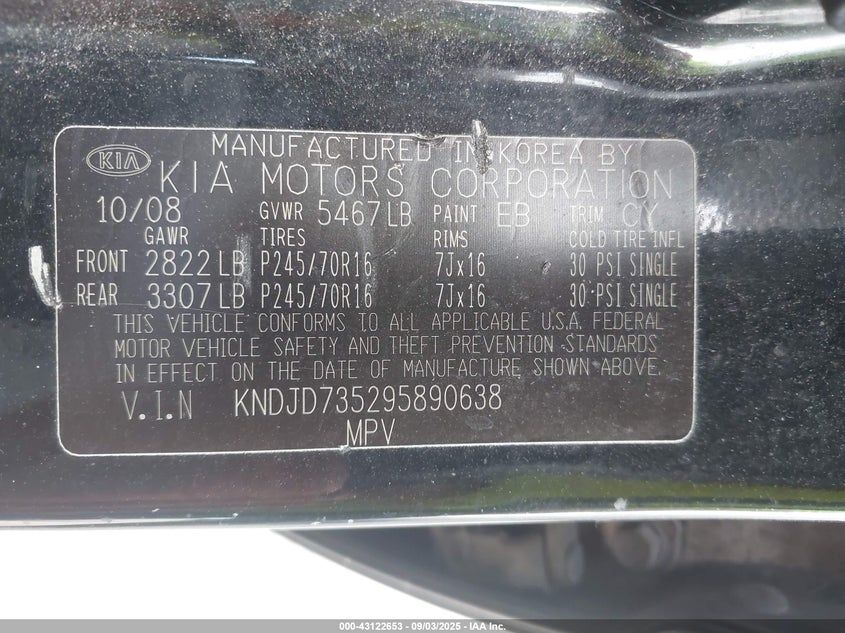 MANUFACTURED IN KOREA BY
KIA KIA MOTORS CORPORATION
10/08 GVWR 5467LB PAINT EB TRIM CY
GAWR TIRES RIMS COLD TIRE INFL
FRONT 2822LB P245/70R16 7Jx16 30 PSI SINGLE
REAR 3307LB P245/70R16 7Jx16 30 PSI SINGLE
THIS VEHICLE CONFORMS TO ALL APPLICABLE U.S.A. FEDERAL
MOTOR VEHICLE SAFETY AND THEFT PREVENTION STANDARDS
IN EFFECT ON THE DATE OF MANUFACTURE SHOWN ABOVE.
V.I.N KNDJD735295890638
MPV
000-43122653 - 09/03/2025 - IAA Inc.